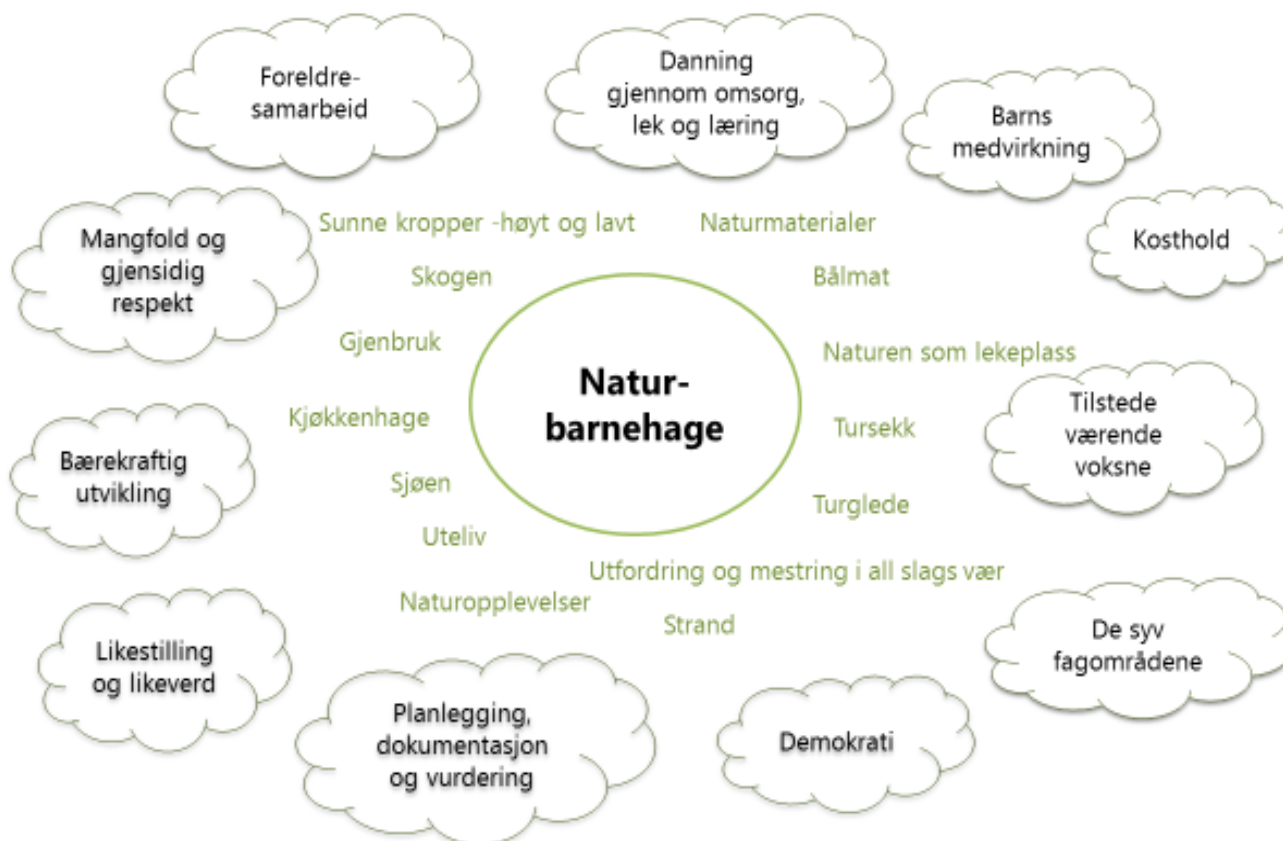 Foreldre-
samarbeid
Danning
gjennom omsorg,
lek og læring
Barns
medvirkning
Mangfold og
gjensidig
respekt
Sunne kropper -høyt og lavt
Naturmaterialer
Kosthold
Skogen
Bålmat
Gjenbruk
Naturen som lekeplass
Natur-
barnehage
Kjøkkenhage
Tursekk
Tilstede
værende
voksne
Bærekraftig
utvikling
Sjøen
Turglede
Uteliv
Utfordring og mestring i all slags vær
Naturopplevelser
Strand
De syv
fagområdene
Likestilling
og likeverd
Planlegging,
dokumentasjon
og vurdering
Demokrati